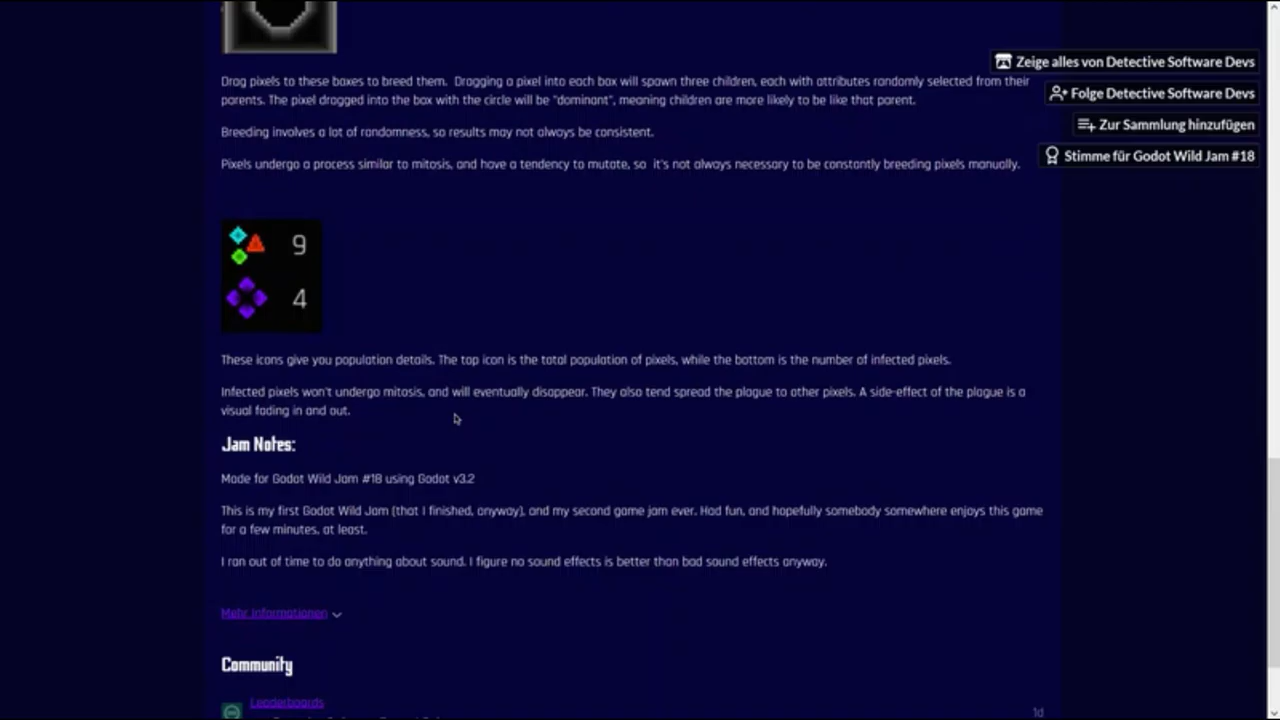 Zeige alles von Detective Software Devs
Folge Detective Software Devs
Zur Sammlung hinzufügen
Stimme für Godot Wild Jam #18
Drag pixels to these boxes to breed them. Dragging a pixel into each box will spawn three children, each with attributes randomly selected from their
parents. The pixel dragged into the box with the circle will be "dominant", meaning children are more likely to be like that parent.
Breeding involves a lot of randomness, so results may not always be consistent.
Pixels undergo a process similar to mitosis, and have a tendency to mutate, so it's not always necessary to be constantly breeding pixels manually.
9
4
These icons give you population details. The top icon is the total population of pixels, while the bottom is the number of infected pixels.
Infected pixels won't undergo mitosis, and will eventually disappear. They also tend spread the plague to other pixels. A side-effect of the plague is a
visual fading in and out.
Jam Notes:
Made for Godot Wild Jam #18 using Godot v3.2
This is my first Godot Wild Jam (that I finished, anyway), and my second game jam ever. Had fun, and hopefully somebody somewhere enjoys this game
for a few minutes, at least.
I ran out of time to do anything about sound. I figure no sound effects is better than bad sound effects anyway.
Mehr Informationen
Community
Leaderboards
1d